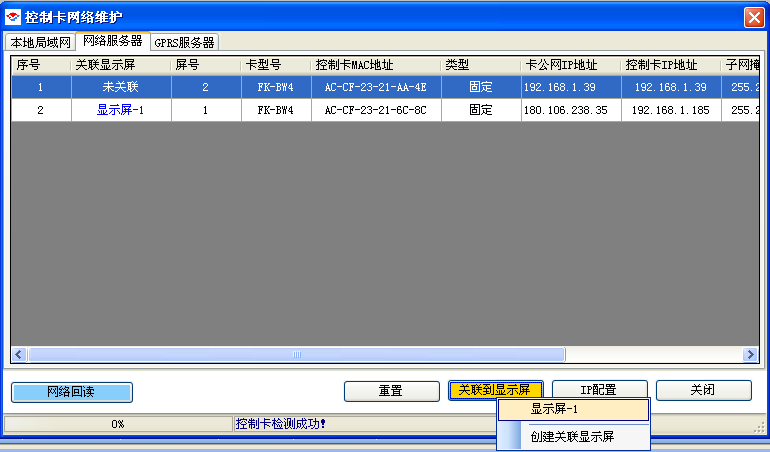 控制卡网络维护
本地局域网 网络服务器 GPRS服务器
序号 关联显示屏 屏号 卡型号 控制卡MAC地址 类型 卡公网IP地址 控制卡IP地址 子网掩
1 未关联 2 FK-BW4 AC-CF-23-21-AA-4E 固定 192.168.1.39 192.168.1.39 255.2
2 显示屏-1 1 FK-BW4 AC-CF-23-21-6C-8C 固定 180.106.238.35 192.168.1.185 255.2
网络回读 重置 关联到显示屏 IP配置 关闭
显示屏-1
0% 控制卡检测成功!
创建关联显示屏